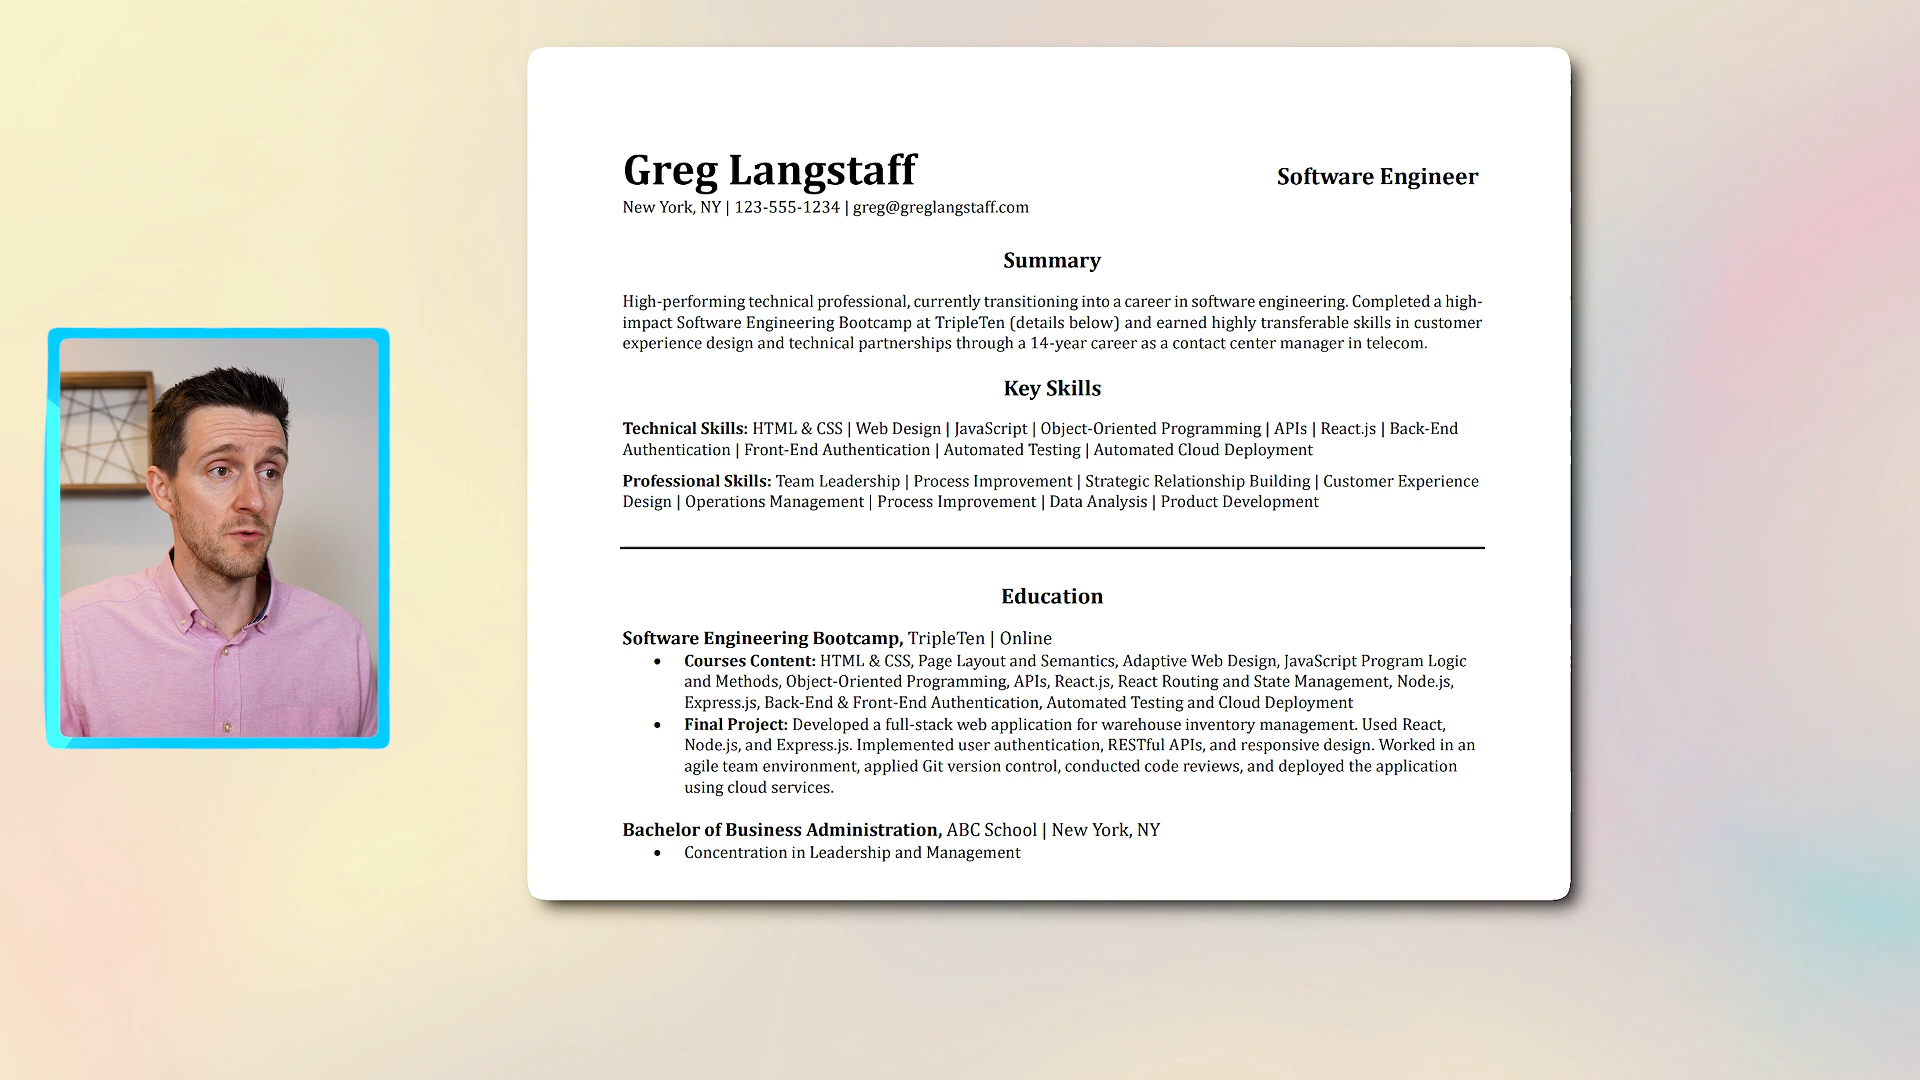 Greg Langstaff
Software Engineer
New York, NY | 123-555-1234 | greg@greglangstaff.com
Summary
High-performing technical professional, currently transitioning into a career in software engineering. Completed a high-
impact Software Engineering Bootcamp at TripleTen (details below) and earned highly transferable skills in customer
experience design and technical partnerships through a 14-year career as a contact center manager in telecom.
Key Skills
Technical Skills: HTML & CSS | Web Design | JavaScript | Object-Oriented Programming | APIs | React.js | Back-End
Authentication | Front-End Authentication | Automated Testing | Automated Cloud Deployment
Professional Skills: Team Leadership | Process Improvement | Strategic Relationship Building | Customer Experience
Design | Operations Management | Process Improvement | Data Analysis | Product Development
Education
Software Engineering Bootcamp, TripleTen | Online
• Courses Content: HTML & CSS, Page Layout and Semantics, Adaptive Web Design, JavaScript Program Logic
and Methods, Object-Oriented Programming, APIs, React.js, React Routing and State Management, Node.js,
Express.js, Back-End & Front-End Authentication, Automated Testing and Cloud Deployment
• Final Project: Developed a full-stack web application for warehouse inventory management. Used React,
Node.js, and Express.js. Implemented user authentication, RESTful APIs, and responsive design. Worked in an
agile team environment, applied Git version control, conducted code reviews, and deployed the application
using cloud services.
Bachelor of Business Administration, ABC School | New York, NY
• Concentration in Leadership and Management